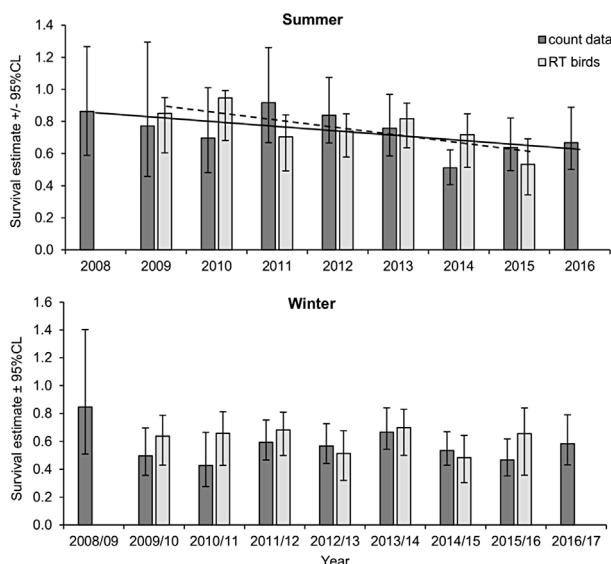 Summer
Survival estimate +/- 95%CL
1.4
1.2
1.0
0.8
0.6
0.4
0.2
0.0
count data
RT birds
2008 2009 2010 2011 2012 2013 2014 2015 2016
Winter
Survival estimate ± 95%CL
1.6
1.4
1.2
1.0
0.8
0.6
0.4
0.2
0.0
2008/09 2009/10 2010/11 2011/12 2012/13 2013/14 2014/15 2015/16 2016/17
Year